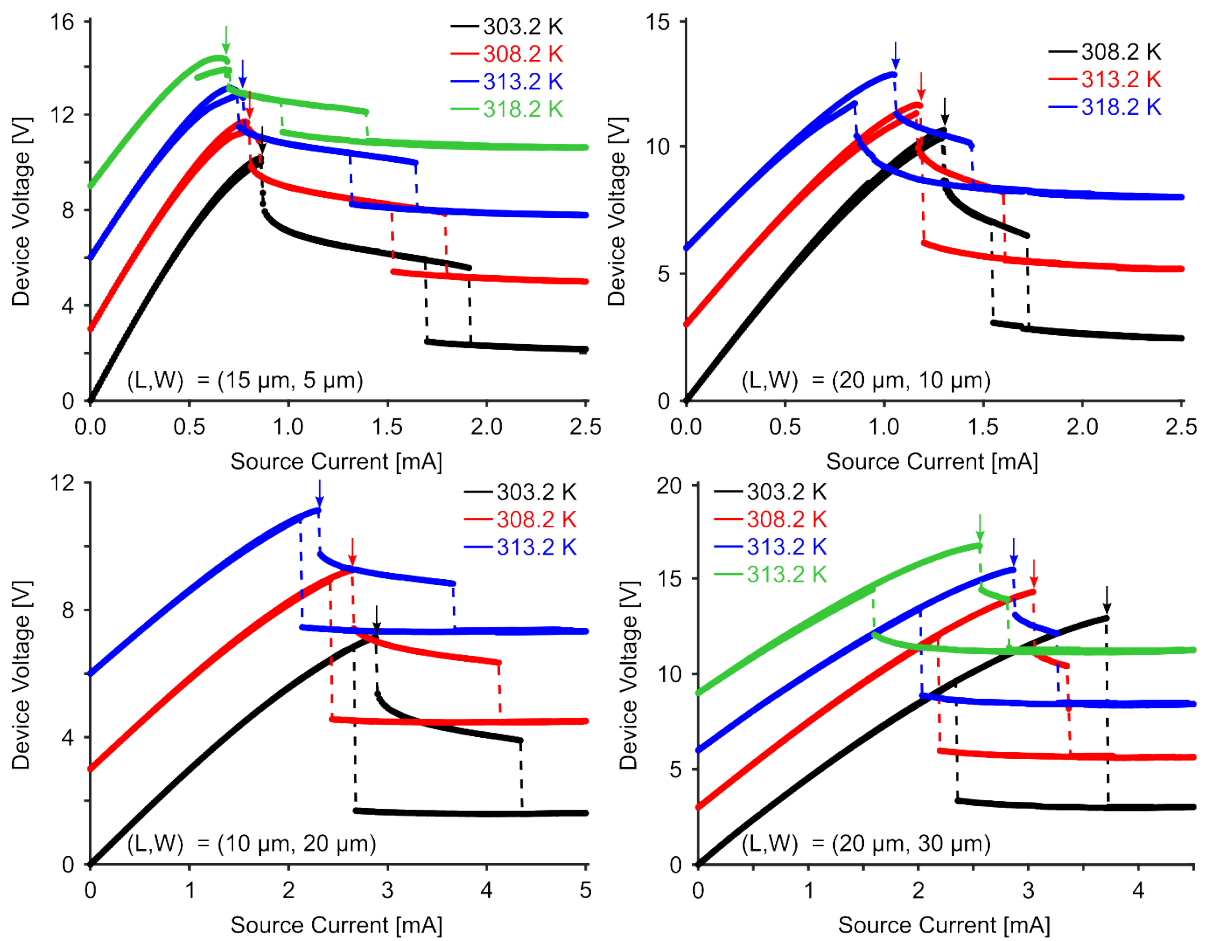 16
12
8
4
0
Device Voltage [V]
303.2 K
308.2 K
313.2 K
318.2 K
(L,W) = (15 µm, 5 µm)
0.0 0.5 1.0 1.5 2.0 2.5
Source Current [mA]
15
10
5
0
Device Voltage [V]
308.2 K
313.2 K
318.2 K
(L,W) = (20 µm, 10 µm)
0.0 0.5 1.0 1.5 2.0 2.5
Source Current [mA]
12
8
4
0
Device Voltage [V]
303.2 K
308.2 K
313.2 K
(L,W) = (10 µm, 20 µm)
0 1 2 3 4 5
Source Current [mA]
20
15
10
5
0
Device Voltage [V]
303.2 K
308.2 K
313.2 K
313.2 K
(L,W) = (20 µm, 30 µm)
0 1 2 3 4
Source Current [mA]